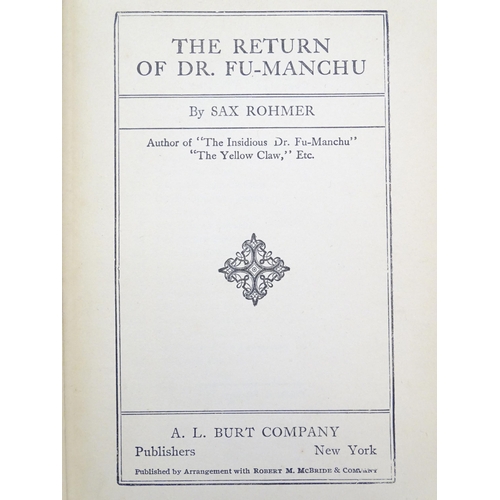 THE RETURN
OF DR. FU-MANCHU
By SAX ROHMER
Author of "The Insidious Dr. Fu-Manchu"
"The Yellow Claw," Etc.
A. L. BURT COMPANY
Publishers New York
Published by Arrangement with ROBERT M. MCBRIDE & COMPANY